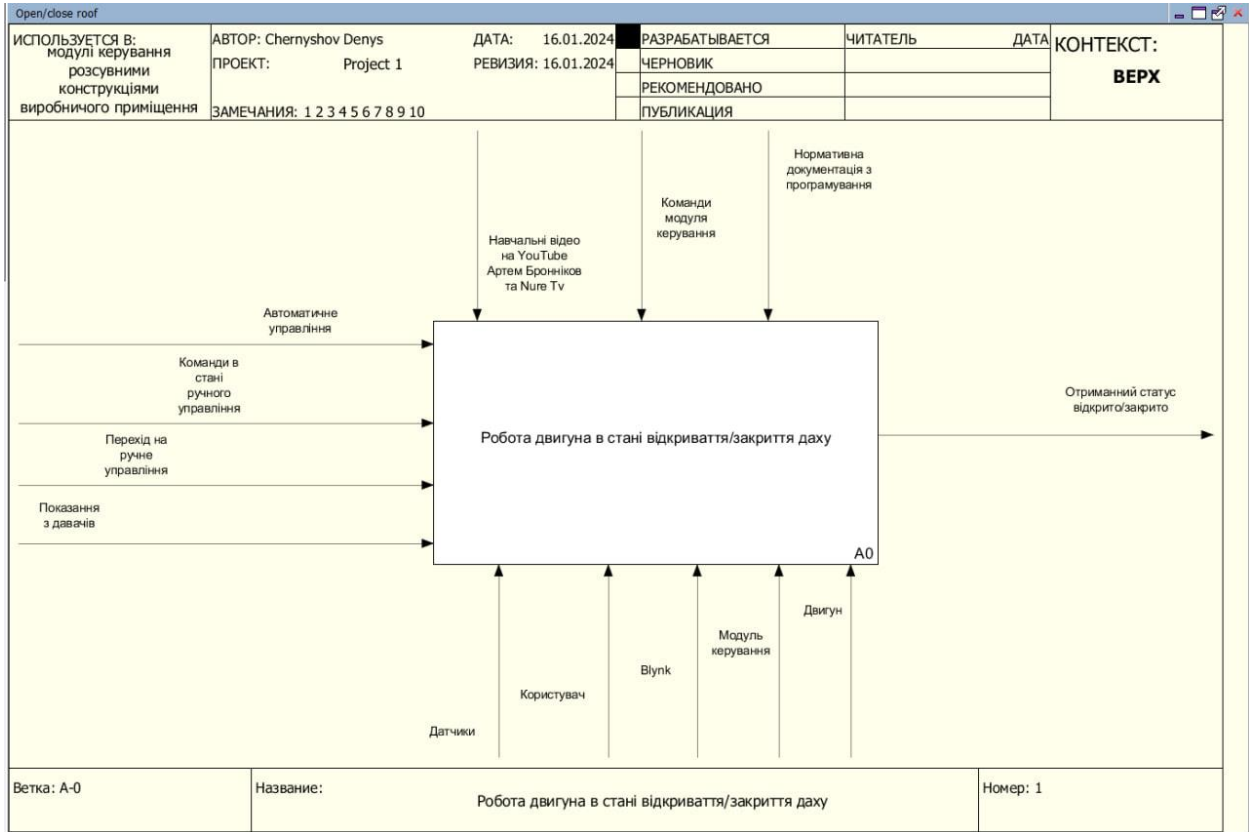 Open/close roof
ИСПОЛЬЗУЕТСЯ В:
модулі керування
розсувними
конструкціями
виробничого приміщення
АВТОР: Chernyshov Denys
ДАТА: 16.01.2024
ПРОЕКТ: Project 1
РЕВИЗИЯ: 16.01.2024
ЗАМЕЧАНИЯ: 1 2 3 4 5 6 7 8 9 10
РАЗРАБАТЫВАЕТСЯ
ЧЕРНОВИК
РЕКОМЕНДОВАНО
ПУБЛИКАЦИЯ
ЧИТАТЕЛЬ
ДАТА
КОНТЕКСТ:
ВЕРХ
Нормативна
документація з
програмування
Команди
модуля
керування
Навчальні відео
на YouTube
Артем Бронніков
та Nure Tv
Автоматичне
управління
Команди в
стані
ручного
управління
Перехід на
ручне
управління
Показання
з давачів
Робота двигуна в стані відкриваття/закриття даху
A0
Отриманний статус
відкрито/закрито
Двигун
Модуль
керування
Blynk
Користувач
Датчики
Ветка: A-0
Название:
Робота двигуна в стані відкриваття/закриття даху
Номер: 1